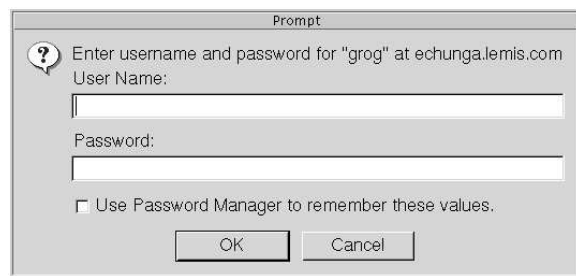 Prompt
?
Enter username and password for "grog" at echunga.lemis.com
User Name:
Password:
Use Password Manager to remember these values.
OK Cancel